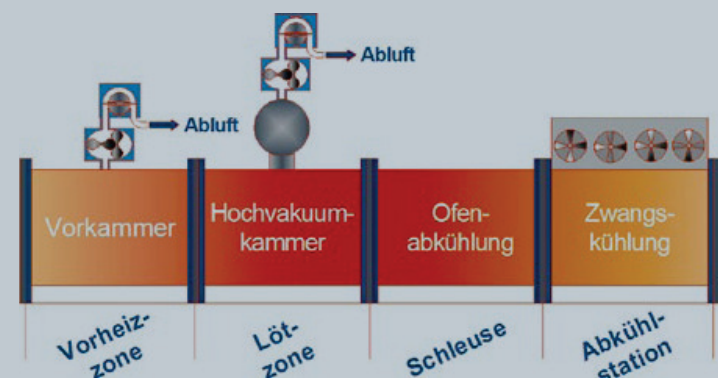 Abluft
Abluft
Vorkammer
Hochvakuum-
kammer
Ofen-
abkühlung
Zwangs-
kühlung
Vorheiz-
zone
Löt-
zone
Schleuse
Abkühl-
station